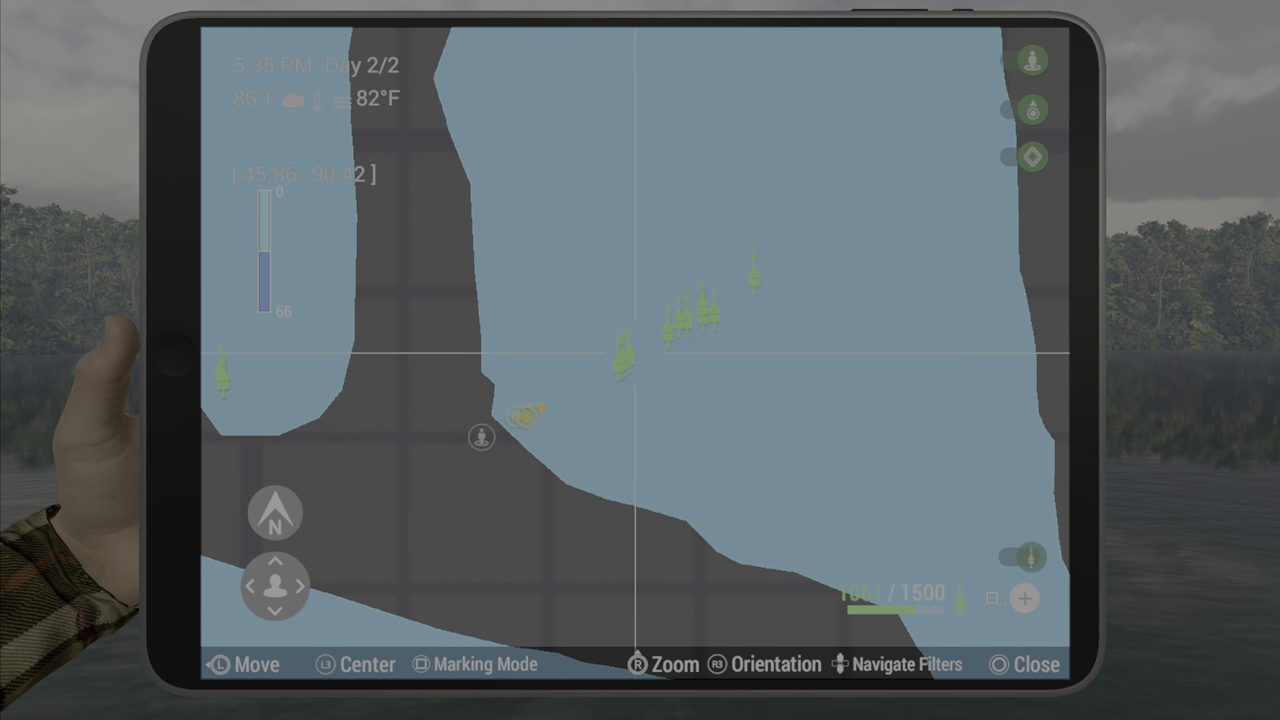 5:35 PM Day 2/2
86°F 82°F
[ 45.86 , 90.42 ]
0
66
N
1061 / 1500
L Move L3 Center Marking Mode R Zoom R3 Orientation Navigate Filters Close